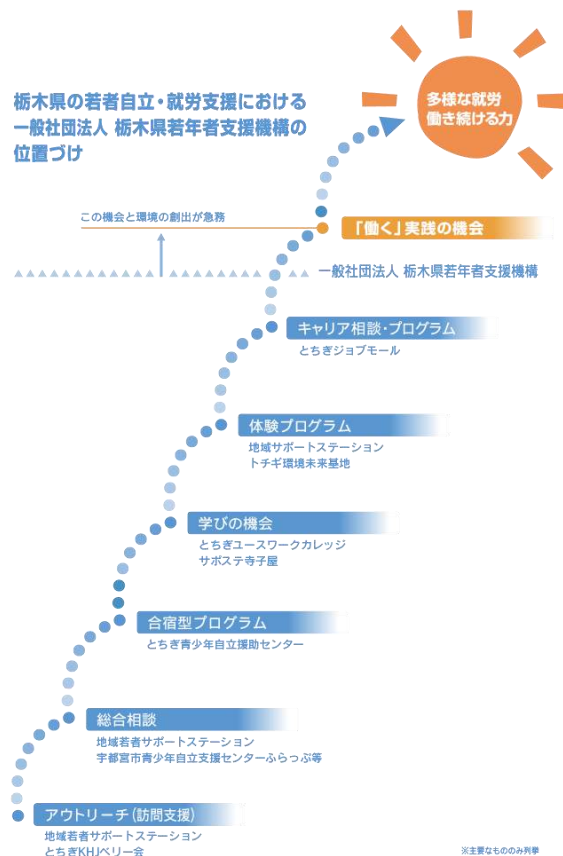 栃木県の若者自立・就労支援における
一般社団法人 栃木県若年者支援機構の
位置づけ
多様な就労
働き続ける力
この機会と環境の創出が急務
「働く」実践の機会
一般社団法人 栃木県若年者支援機構
キャリア相談・プログラム
とちぎジョブモール
体験プログラム
地域サポートステーション
トチギ環境未来基地
学びの機会
とちぎユースワークカレッジ
サポステ寺子屋
合宿型プログラム
とちぎ青少年自立援助センター
総合相談
地域若者サポートステーション
宇都宮市青少年自立支援センターふらっぷ等
アウトリーチ(訪問支援)
地域若者サポートステーション
とちぎKHJベリー会
※主要なもののみ列挙